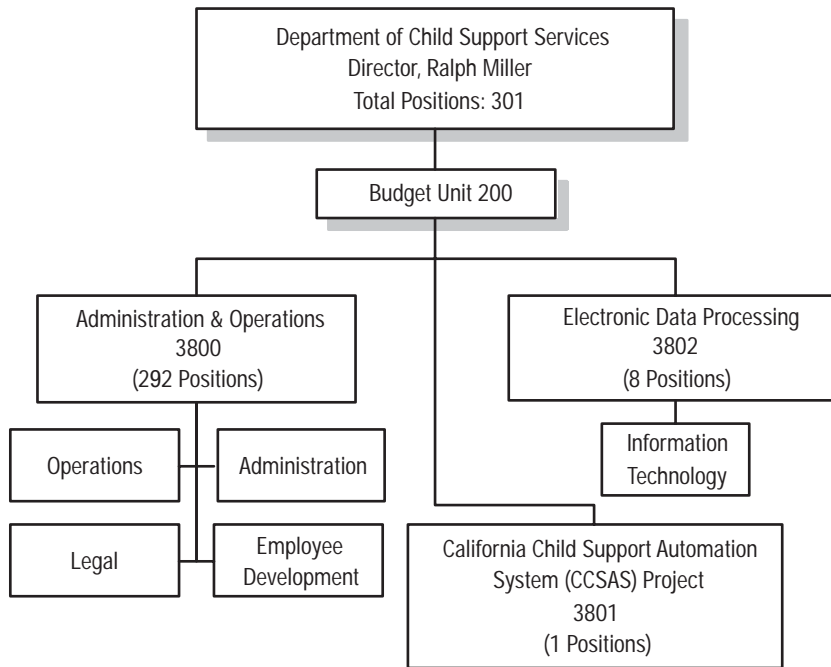 Department of Child Support Services
Director, Ralph Miller
Total Positions: 301
Budget Unit 200
Administration & Operations
3800
(292 Positions)
Electronic Data Processing
3802
(8 Positions)
Operations
Administration
Information
Technology
Legal
Employee
Development
California Child Support Automation
System (CCSAS) Project
3801
(1 Positions)